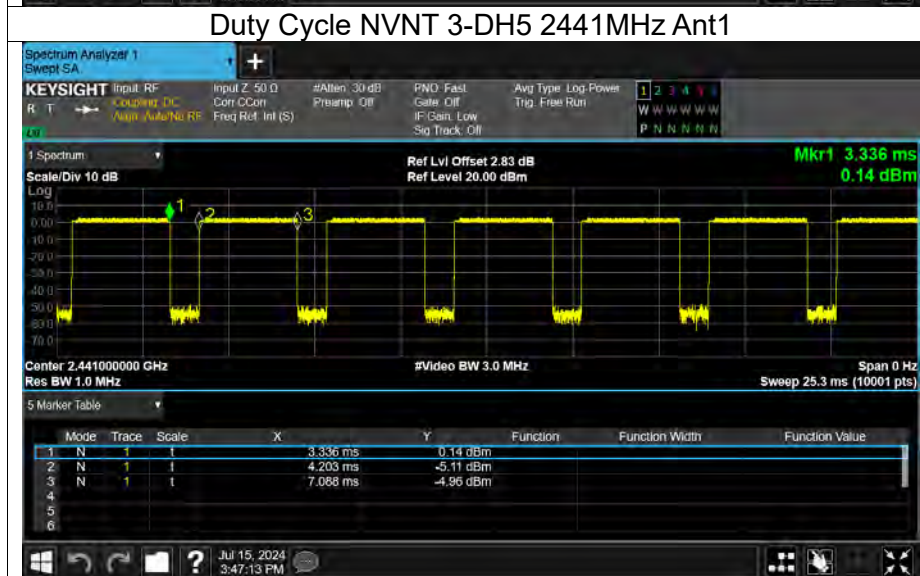 Duty Cycle NVNT 3-DH5 2441MHz Ant1
Spectrum Analyzer 1
Swept SA
+
KEYSIGHT Input: RF Input Z: 50 Ω #Atten: 30 dB PNO: Fast Avg Type: Log-Power 1 2 3 4 5 6
R T Coupling: DC Corr CCorr Preamp: Off Gate: Off Trig: Free Run W W W W W W
Align: Auto/No RF Freq Ref: Int (S) IF Gain: Low P N N N N N
LXI Sig Track: Off
1 Spectrum Ref Lvl Offset 2.83 dB Mkr1 3.336 ms
Scale/Div 10 dB Ref Level 20.00 dBm 0.14 dBm
Log
10.0
0.00
-10.0
-20.0
-30.0
-40.0
-50.0
-60.0
-70.0
1
2
3
Center 2.441000000 GHz #Video BW 3.0 MHz Span 0 Hz
Res BW 1.0 MHz Sweep 25.3 ms (10001 pts)
5 Marker Table
Mode Trace Scale X Y Function Function Width Function Value
1 N 1 t 3.336 ms 0.14 dBm
2 N 1 t 4.203 ms -5.11 dBm
3 N 1 t 7.088 ms -4.96 dBm
4
5
6
? Jul 15, 2024
3:47:13 PM